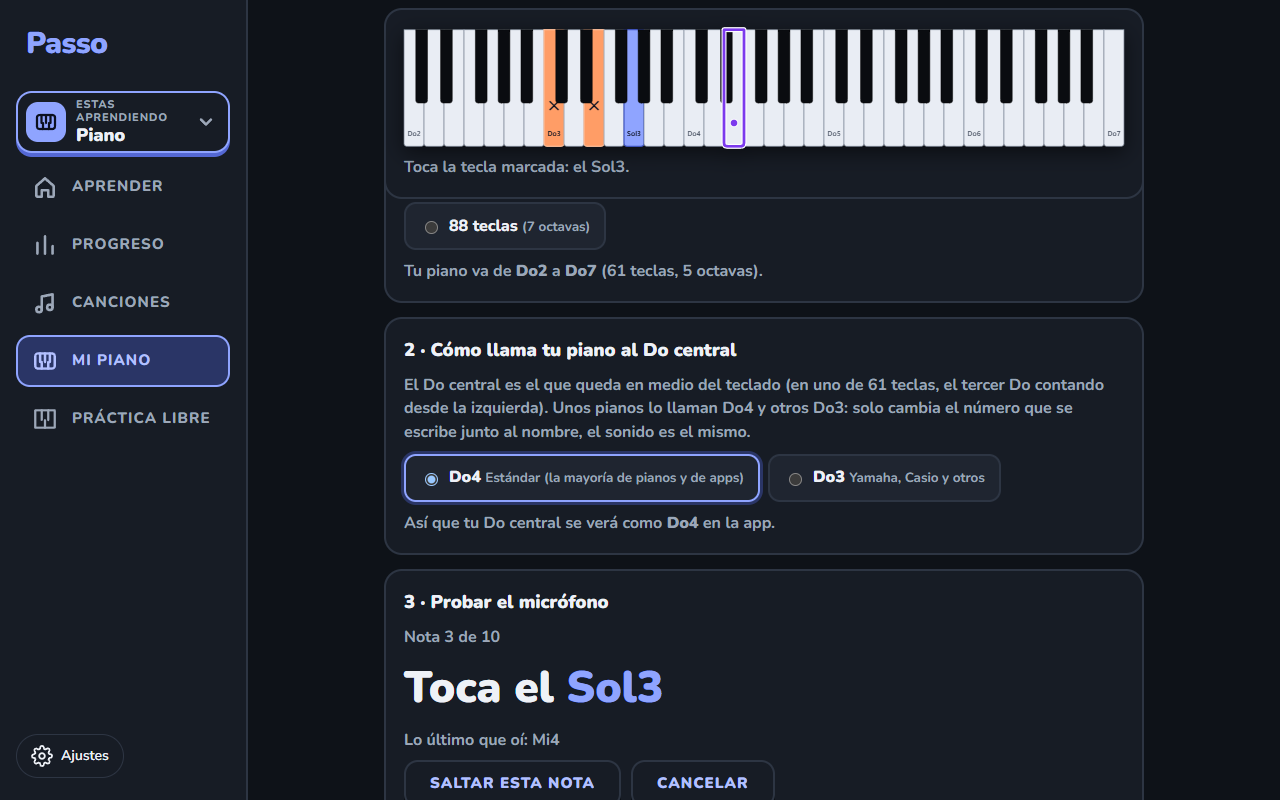 Passo
ESTAS
APRENDIENDO
Piano
APRENDER
PROGRESO
CANCIONES
MI PIANO
PRÁCTICA LIBRE
Ajustes
Do2 Do3 Sol3 Do4 Do5 Do6 Do7
Toca la tecla marcada: el Sol3.
88 teclas (7 octavas)
Tu piano va de Do2 a Do7 (61 teclas, 5 octavas).
2 · Cómo llama tu piano al Do central
El Do central es el que queda en medio del teclado (en uno de 61 teclas, el tercer Do contando
desde la izquierda). Unos pianos lo llaman Do4 y otros Do3: solo cambia el número que se
escribe junto al nombre, el sonido es el mismo.
Do4 Estándar (la mayoría de pianos y de apps)
Do3 Yamaha, Casio y otros
Así que tu Do central se verá como Do4 en la app.
3 · Probar el micrófono
Nota 3 de 10
Toca el Sol3
Lo último que oí: Mi4
SALTAR ESTA NOTA
CANCELAR